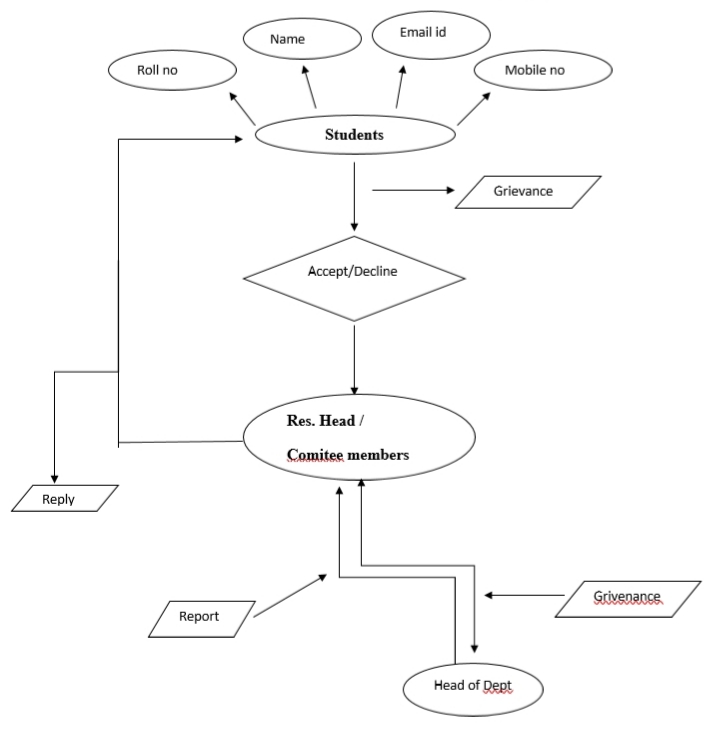 Name
Email id
Roll no
Mobile no
Students
Grievance
Accept/Decline
Res. Head /
Comitee members
Reply
Grivenance
Report
Head of Dept